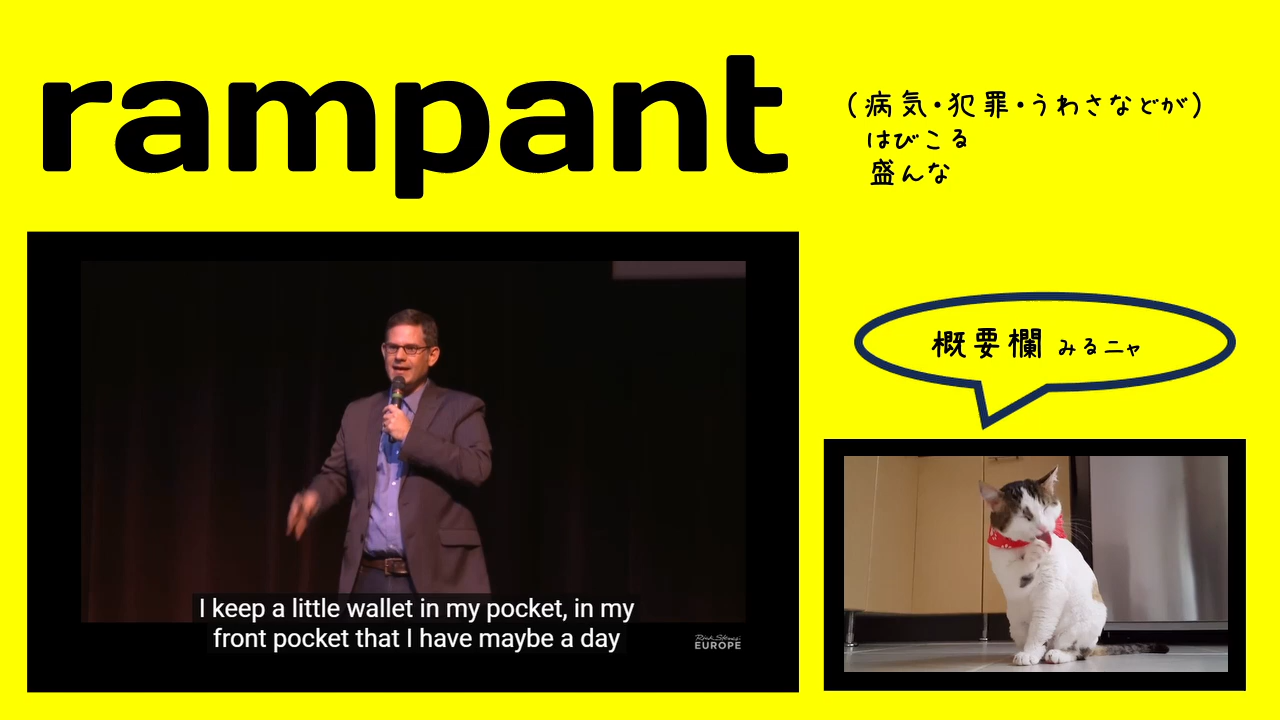 rampant
(病気・犯罪・うわさなどが)
はびこる
盛んな
概要欄 みるニャ
I keep a little wallet in my pocket, in my
front pocket that I have maybe a day
Rick Steves'
EUROPE